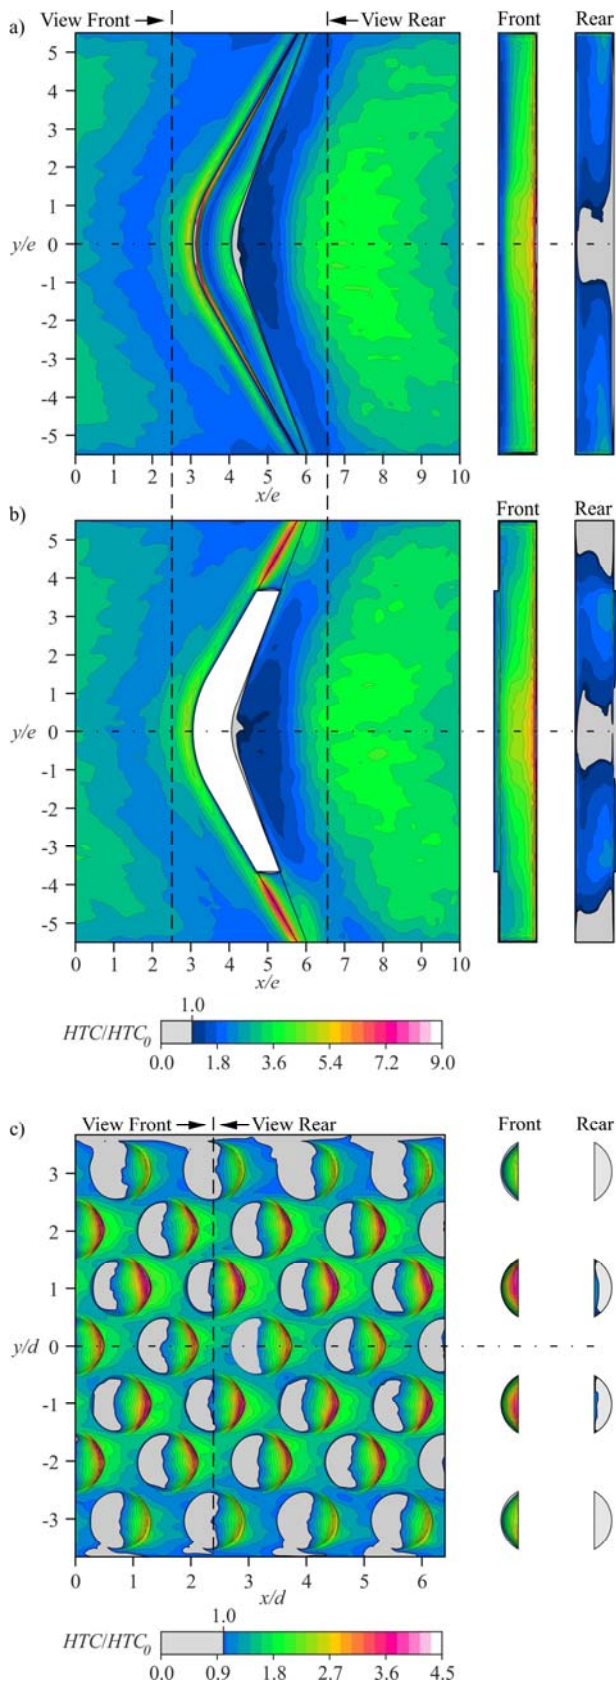 View Front View Rear Front Rear
a)
5
4
3
2
1
y/e 0
-1
-2
-3
-4
-5
0 1 2 3 4 5 6 7 8 9 10
x/e
b) Front Rear
5
4
3
2
1
y/e 0
-1
-2
-3
-4
-5
0 1 2 3 4 5 6 7 8 9 10
x/e
1.0
HTC/HTC0
0.0 1.8 3.6 5.4 7.2 9.0
c) View Front View Rear Front Rear
3
2
1
y/d 0
-1
-2
-3
0 1 2 3 4 5 6
x/d
1.0
HTC/HTC0
0.0 0.9 1.8 2.7 3.6 4.5